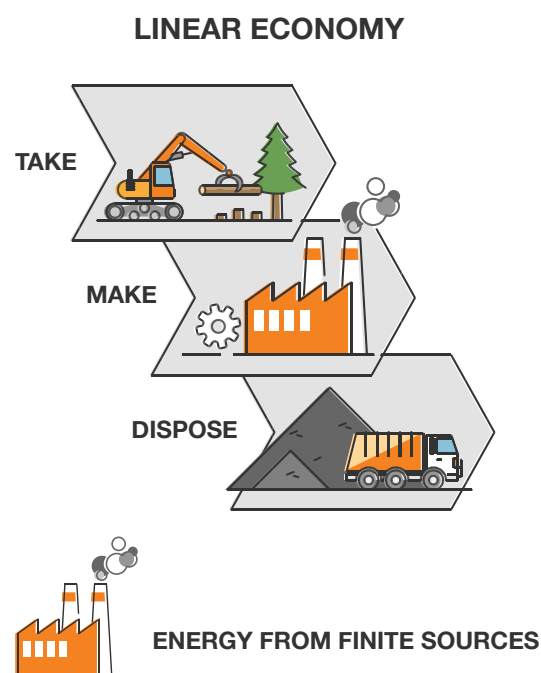 LINEAR ECONOMY
TAKE
MAKE
DISPOSE
ENERGY FROM FINITE SOURCES